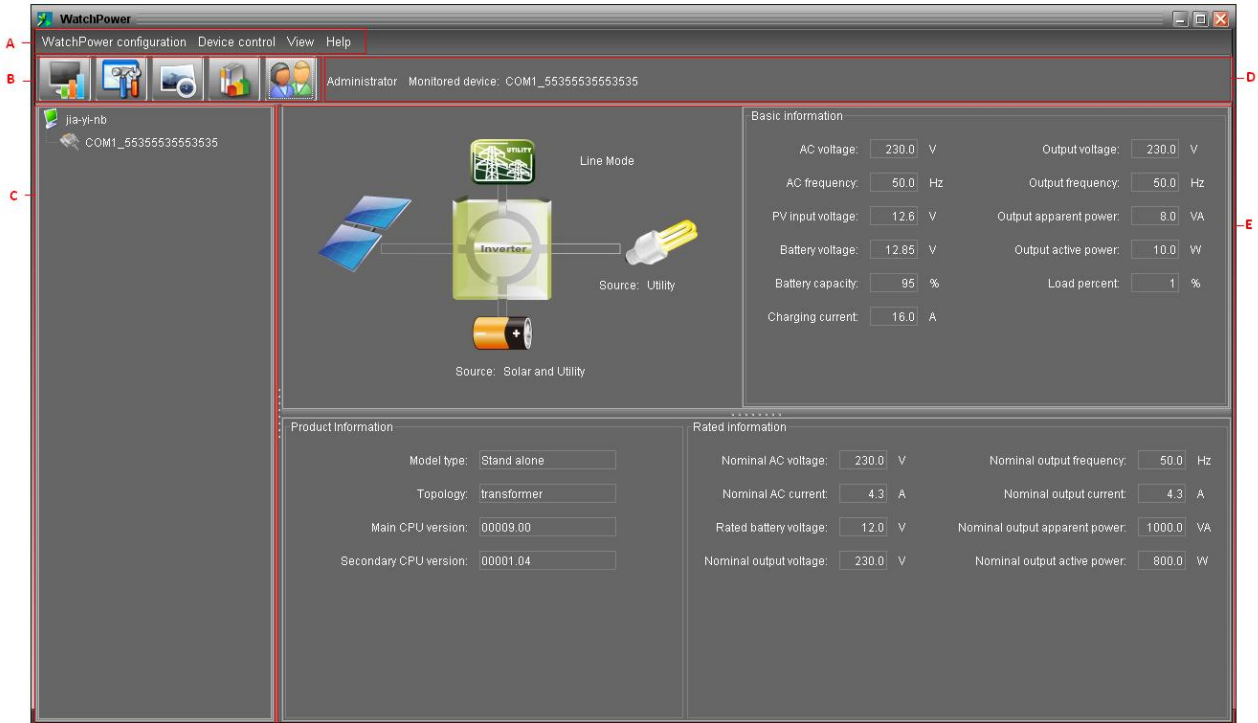 WatchPower
A
WatchPower configuration Device control View Help
B
Administrator Monitored device: COM1_55355535553535
D
C
jia-yi-nb
COM1_55355535553535
UTILITY
Line Mode
Inverter
Source: Utility
Source: Solar and Utility
E
Basic information
AC voltage: 230.0 V Output voltage: 230.0 V
AC frequency: 50.0 Hz Output frequency: 50.0 Hz
PV input voltage: 12.6 V Output apparent power: 8.0 VA
Battery voltage: 12.85 V Output active power: 10.0 W
Battery capacity: 95 % Load percent: 1 %
Charging current: 16.0 A
Product Information
Model type: Stand alone
Topology: transformer
Main CPU version: 00009.00
Secondary CPU version: 00001.04
Rated information
Nominal AC voltage: 230.0 V Nominal output frequency: 50.0 Hz
Nominal AC current: 4.3 A Nominal output current: 4.3 A
Rated battery voltage: 12.0 V Nominal output apparent power: 1000.0 VA
Nominal output voltage: 230.0 V Nominal output active power: 800.0 W